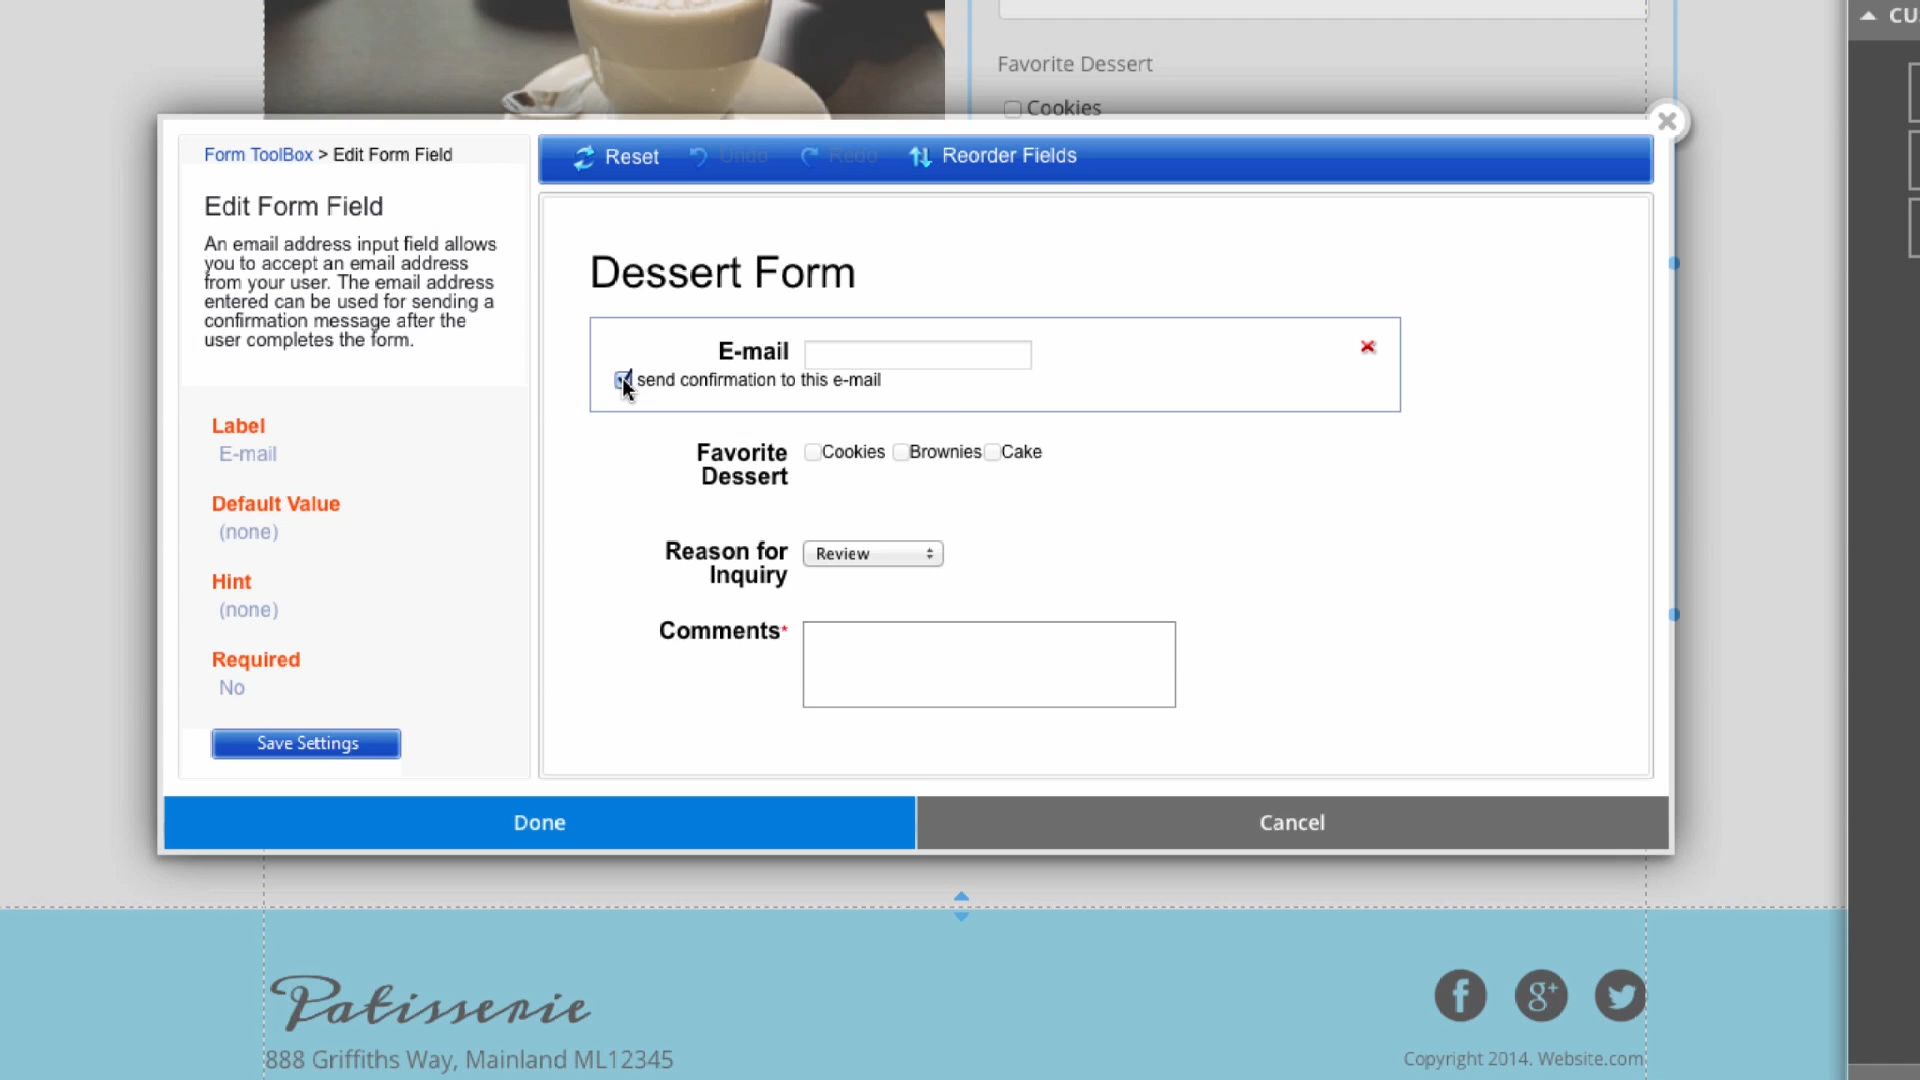 CU
Favorite Dessert
Cookies
Form ToolBox > Edit Form Field
Reset Undo Redo Reorder Fields
Edit Form Field
An email address input field allows
you to accept an email address
from your user. The email address
entered can be used for sending a
confirmation message after the
user completes the form.
Label
E-mail
Default Value
(none)
Hint
(none)
Required
No
Save Settings
Dessert Form
E-mail
send confirmation to this e-mail
Favorite
Dessert
Cookies Brownies Cake
Reason for
Inquiry
Review
Comments*
Done
Cancel
Patisserie
888 Griffiths Way, Mainland ML12345
f g+
Copyright 2014. Website.com